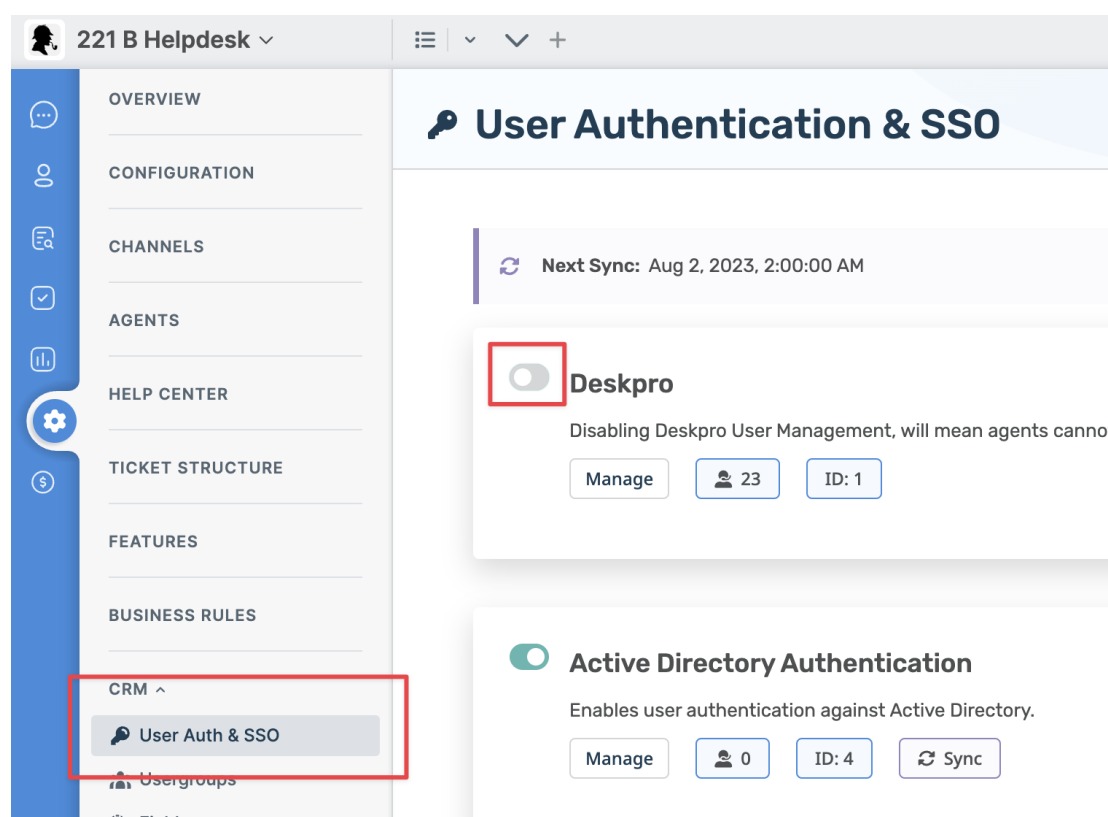 221 B Helpdesk
OVERVIEW
CONFIGURATION
CHANNELS
AGENTS
HELP CENTER
TICKET STRUCTURE
FEATURES
BUSINESS RULES
CRM
User Auth & SSO
Usergroups
User Authentication & SSO
Next Sync: Aug 2, 2023, 2:00:00 AM
Deskpro
Disabling Deskpro User Management, will mean agents canno
Manage 23 ID: 1
Active Directory Authentication
Enables user authentication against Active Directory.
Manage 0 ID: 4 Sync